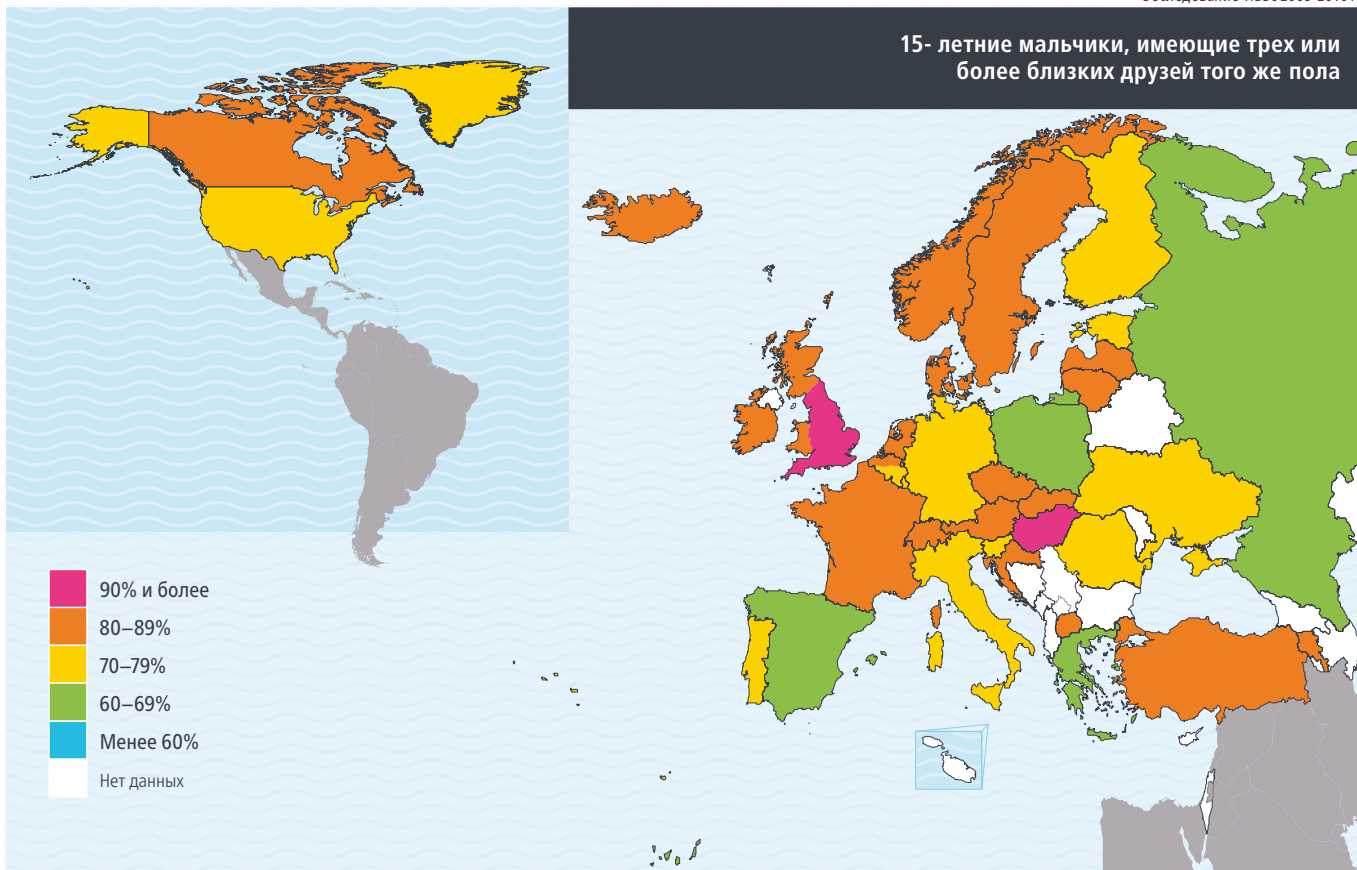 15- летние мальчики, имеющие трех или
более близких друзей того же пола
90% и более
80–89%
70–79%
60–69%
Менее 60%
Нет данных